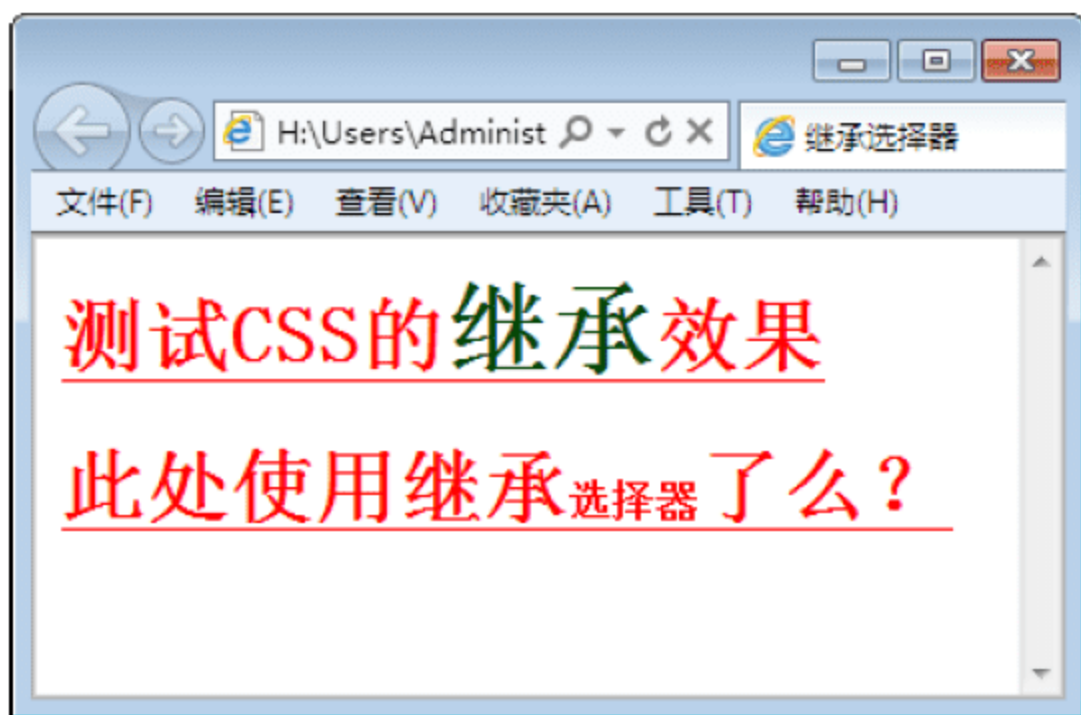 H:\Users\Administ
继承选择器
文件(F) 编辑(E) 查看(V) 收藏夹(A) 工具(T) 帮助(H)
测试CSS的继承效果
此处使用继承选择器了么？